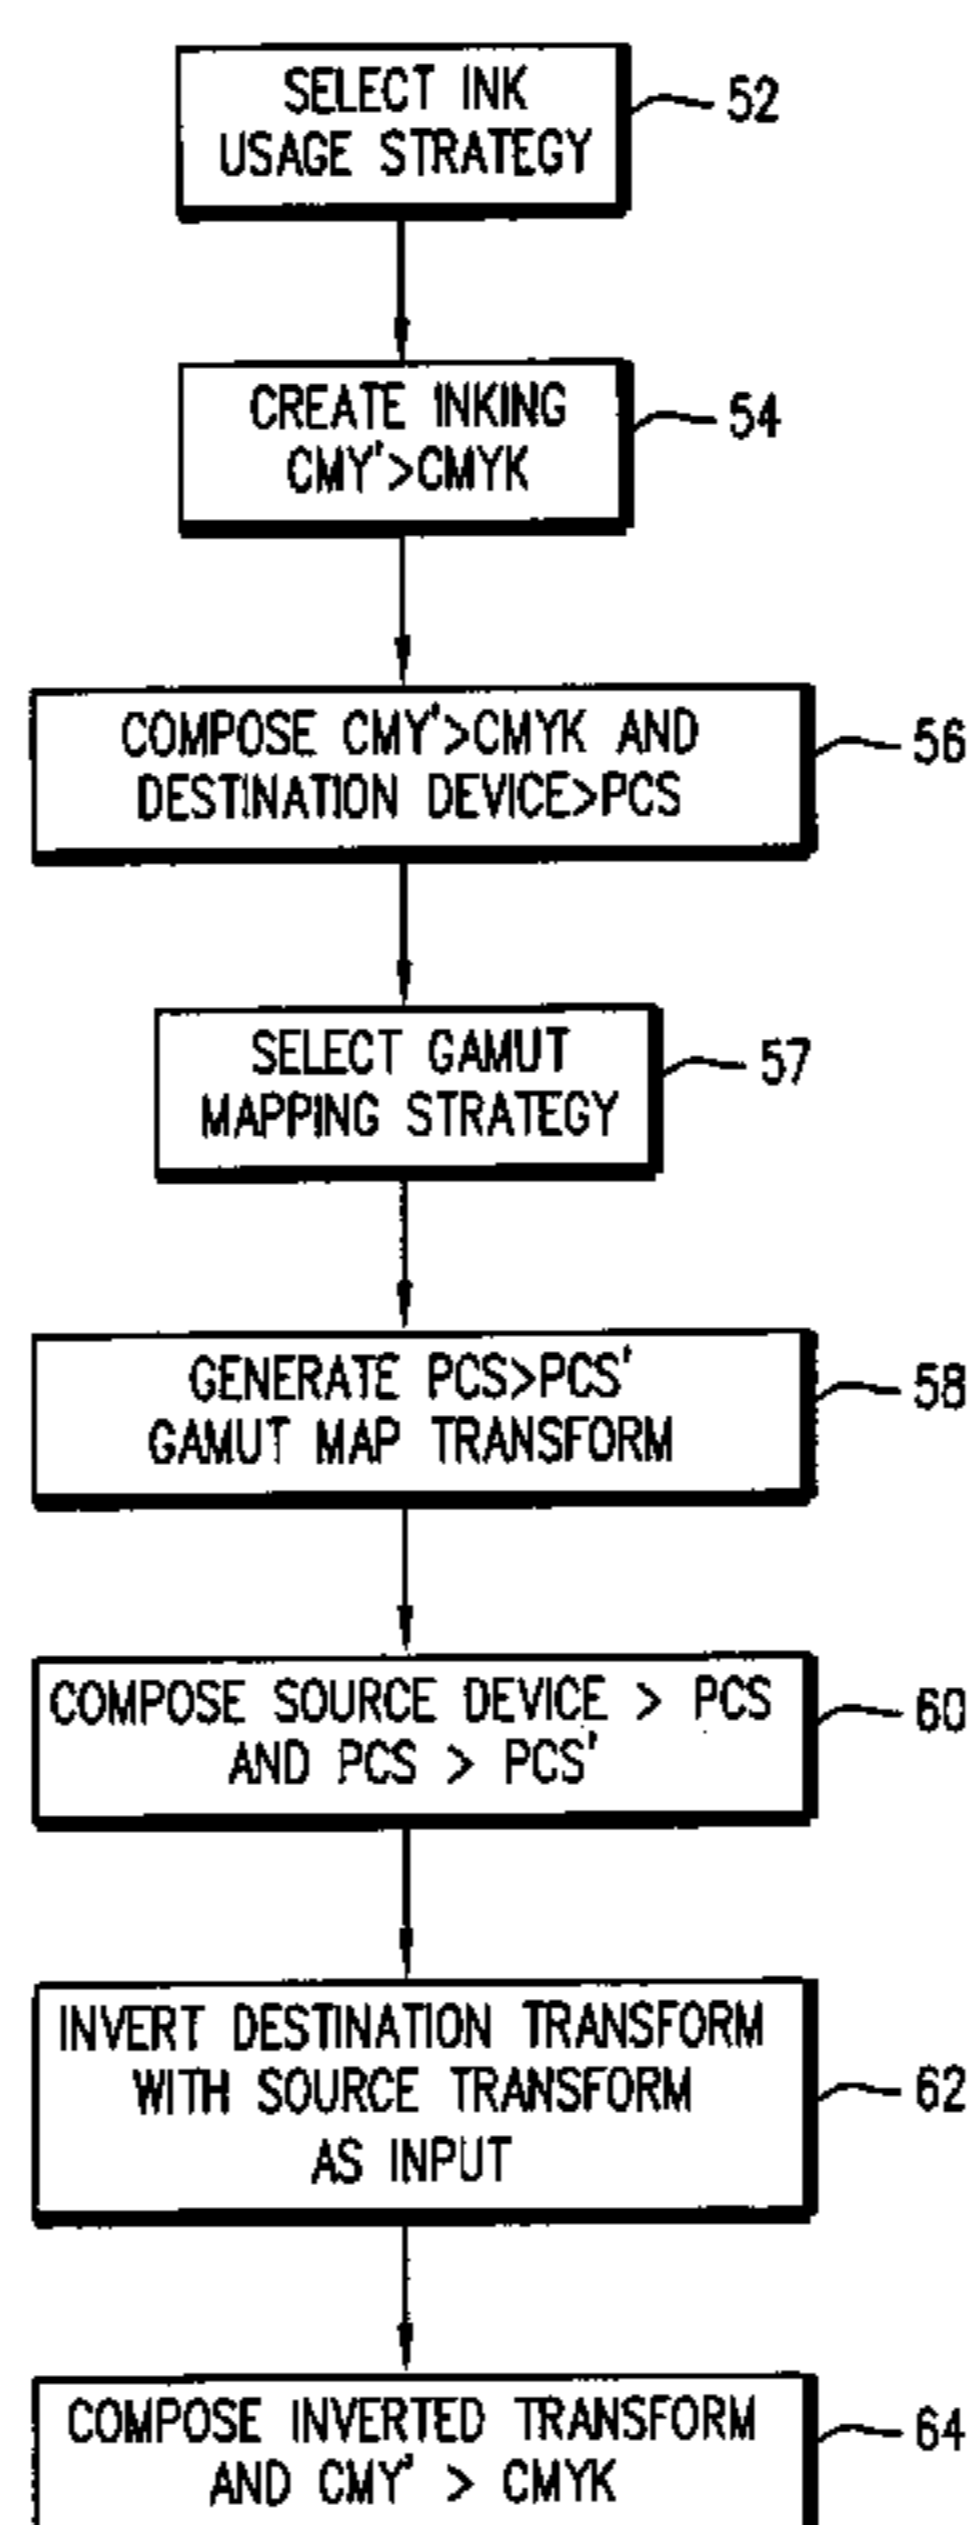 SELECT INK
USAGE STRATEGY
52
CREATE INKING
CMY'>CMYK
54
COMPOSE CMY'>CMYK AND
DESTINATION DEVICE>PCS
56
SELECT GAMUT
MAPPING STRATEGY
57
GENERATE PCS>PCS'
GAMUT MAP TRANSFORM
58
COMPOSE SOURCE DEVICE > PCS
AND PCS > PCS'
60
INVERT DESTINATION TRANSFORM
WITH SOURCE TRANSFORM
AS INPUT
62
COMPOSE INVERTED TRANSFORM
AND CMY' > CMYK
64